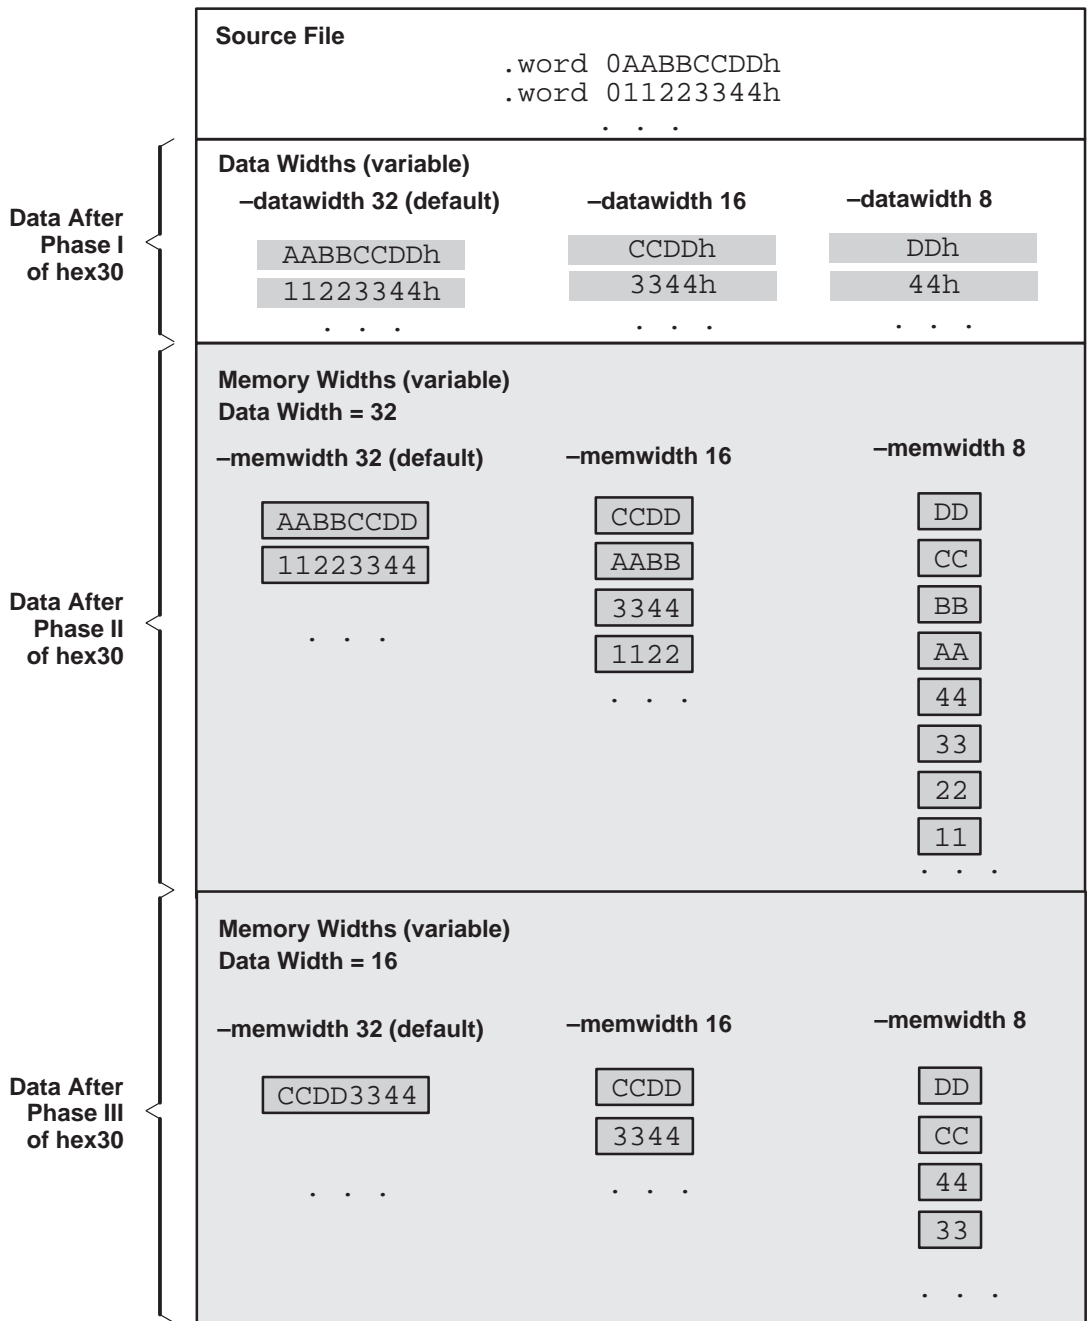 Source File
.word 0AABBCCDDh
.word 011223344h
. . .
Data After
Phase I
of hex30
Data Widths (variable)
–datawidth 32 (default)
AABBCCDDh
11223344h
. . .
–datawidth 16
CCDDh
3344h
. . .
–datawidth 8
DDh
44h
. . .
Data After
Phase II
of hex30
Memory Widths (variable)
Data Width = 32
–memwidth 32 (default)
AABBCCDD
11223344
. . .
–memwidth 16
CCDD
AABB
3344
1122
. . .
–memwidth 8
DD
CC
BB
AA
44
33
22
11
. . .
Data After
Phase III
of hex30
Memory Widths (variable)
Data Width = 16
–memwidth 32 (default)
CCDD3344
. . .
–memwidth 16
CCDD
3344
. . .
–memwidth 8
DD
CC
44
33
. . .